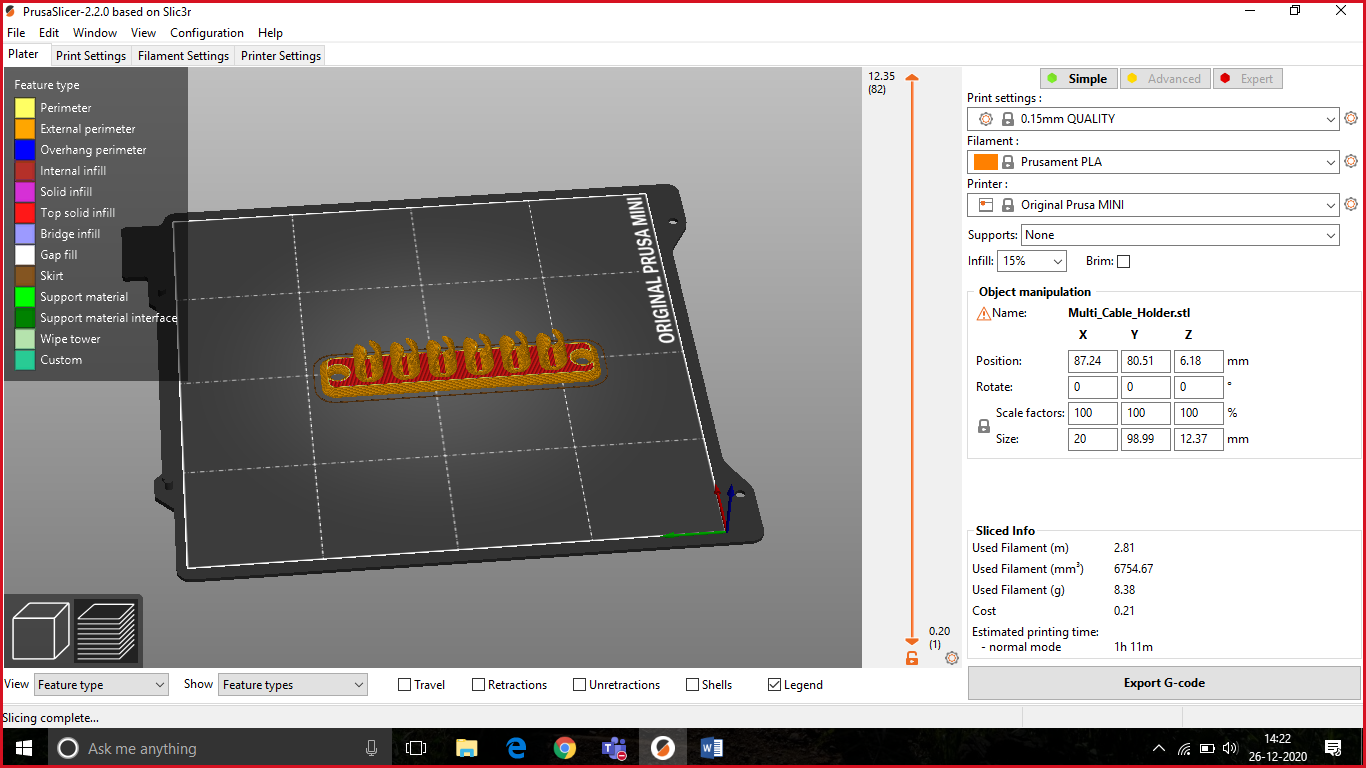 PrusaSlicer-2.2.0 based on Slic3r
File Edit Window View Configuration Help
Plater Print Settings Filament Settings Printer Settings
Feature type
Perimeter
External perimeter
Overhang perimeter
Internal infill
Solid infill
Top solid infill
Bridge infill
Gap fill
Skirt
Support material
Support material interface
Wipe tower
Custom
ORIGINAL PRUSA MINI
12.35
(82)
0.20
(1)
Simple Advanced Expert
Print settings :
0.15mm QUALITY
Filament :
Prusament PLA
Printer :
Original Prusa MINI
Supports: None
Infill: 15% Brim:
Object manipulation
Name: Multi_Cable_Holder.stl
X Y Z
Position: 87.24 80.51 6.18 mm
Rotate: 0 0 0 °
Scale factors: 100 100 100 %
Size: 20 98.99 12.37 mm
Sliced Info
Used Filament (m) 2.81
Used Filament (mm³) 6754.67
Used Filament (g) 8.38
Cost 0.21
Estimated printing time:
- normal mode 1h 11m
View Feature type Show Feature types Travel Retractions Unretractions Shells Legend
Export G-code
Slicing complete...
Ask me anything
14:22
26-12-2020